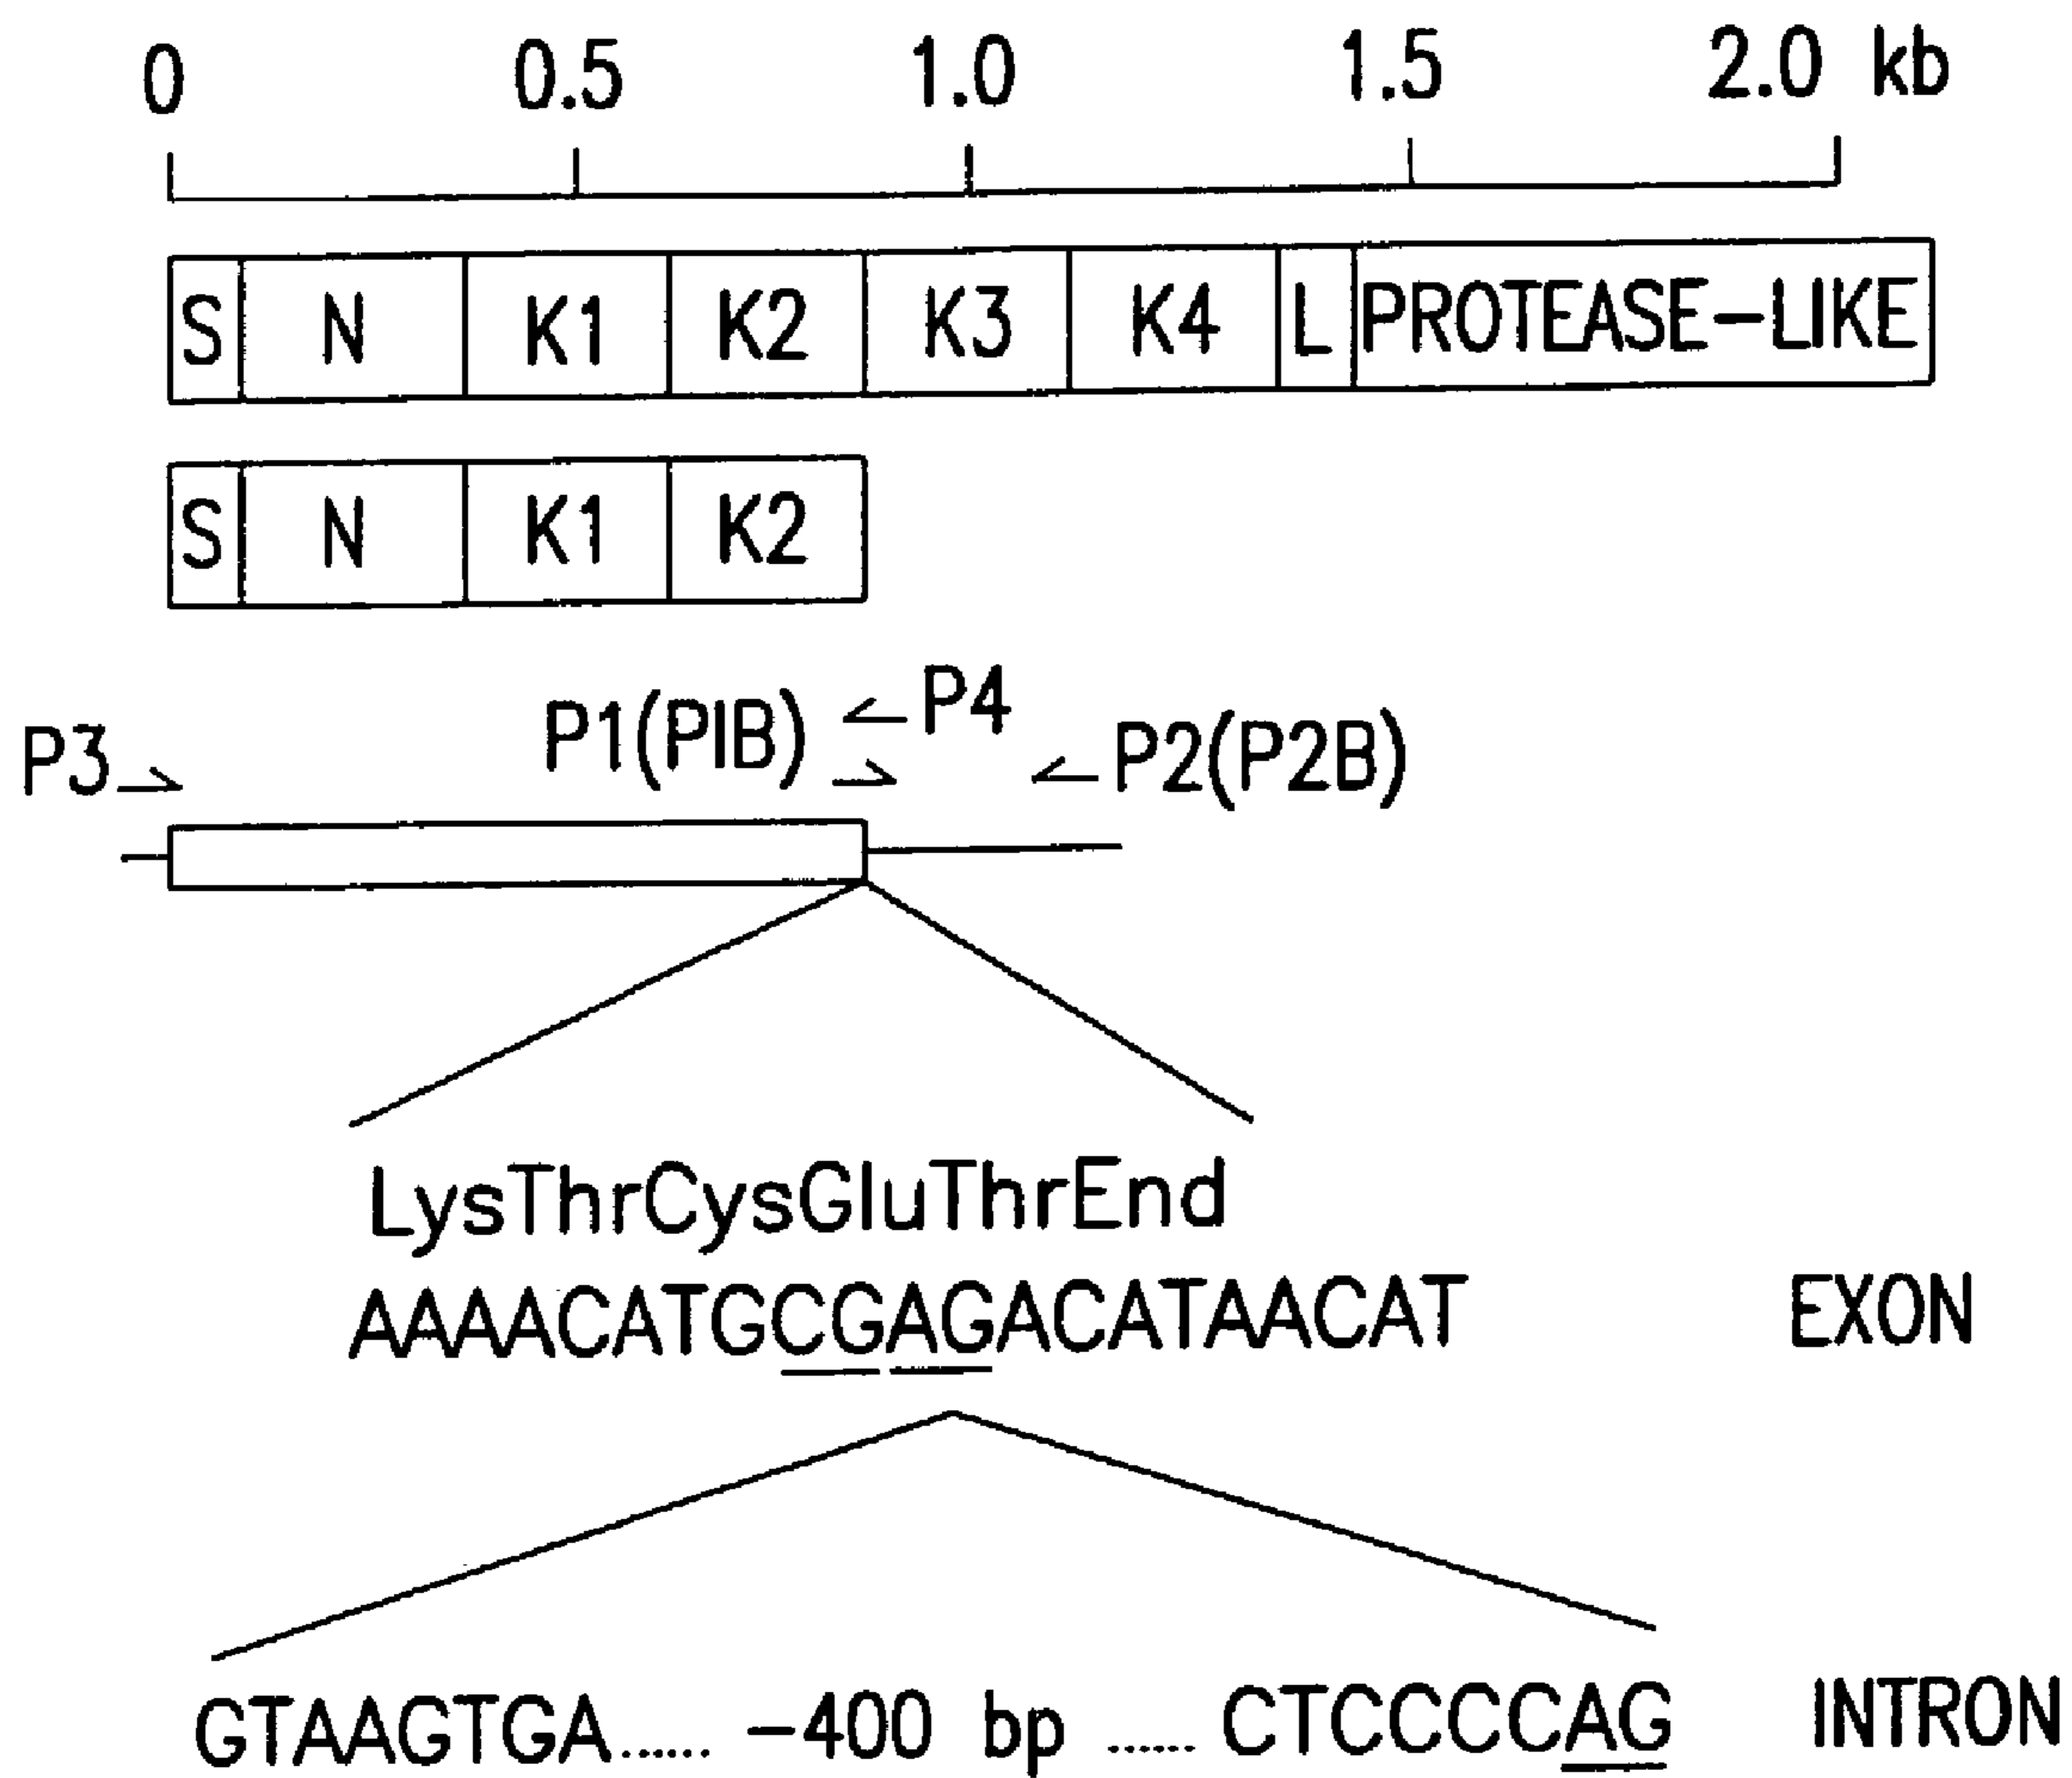 0 0.5 1.0 1.5 2.0 kb
S N K1 K2 K3 K4 L PROTEASE-LIKE
S N K1 K2
P4
P3 P1(PIB) P2(P2B)
LysThrCysGluThrEnd
AAAACATGCGAGACATAACAT EXON
GTAAGTGA...... -400 bp ...... CTCCCCCAG INTRON